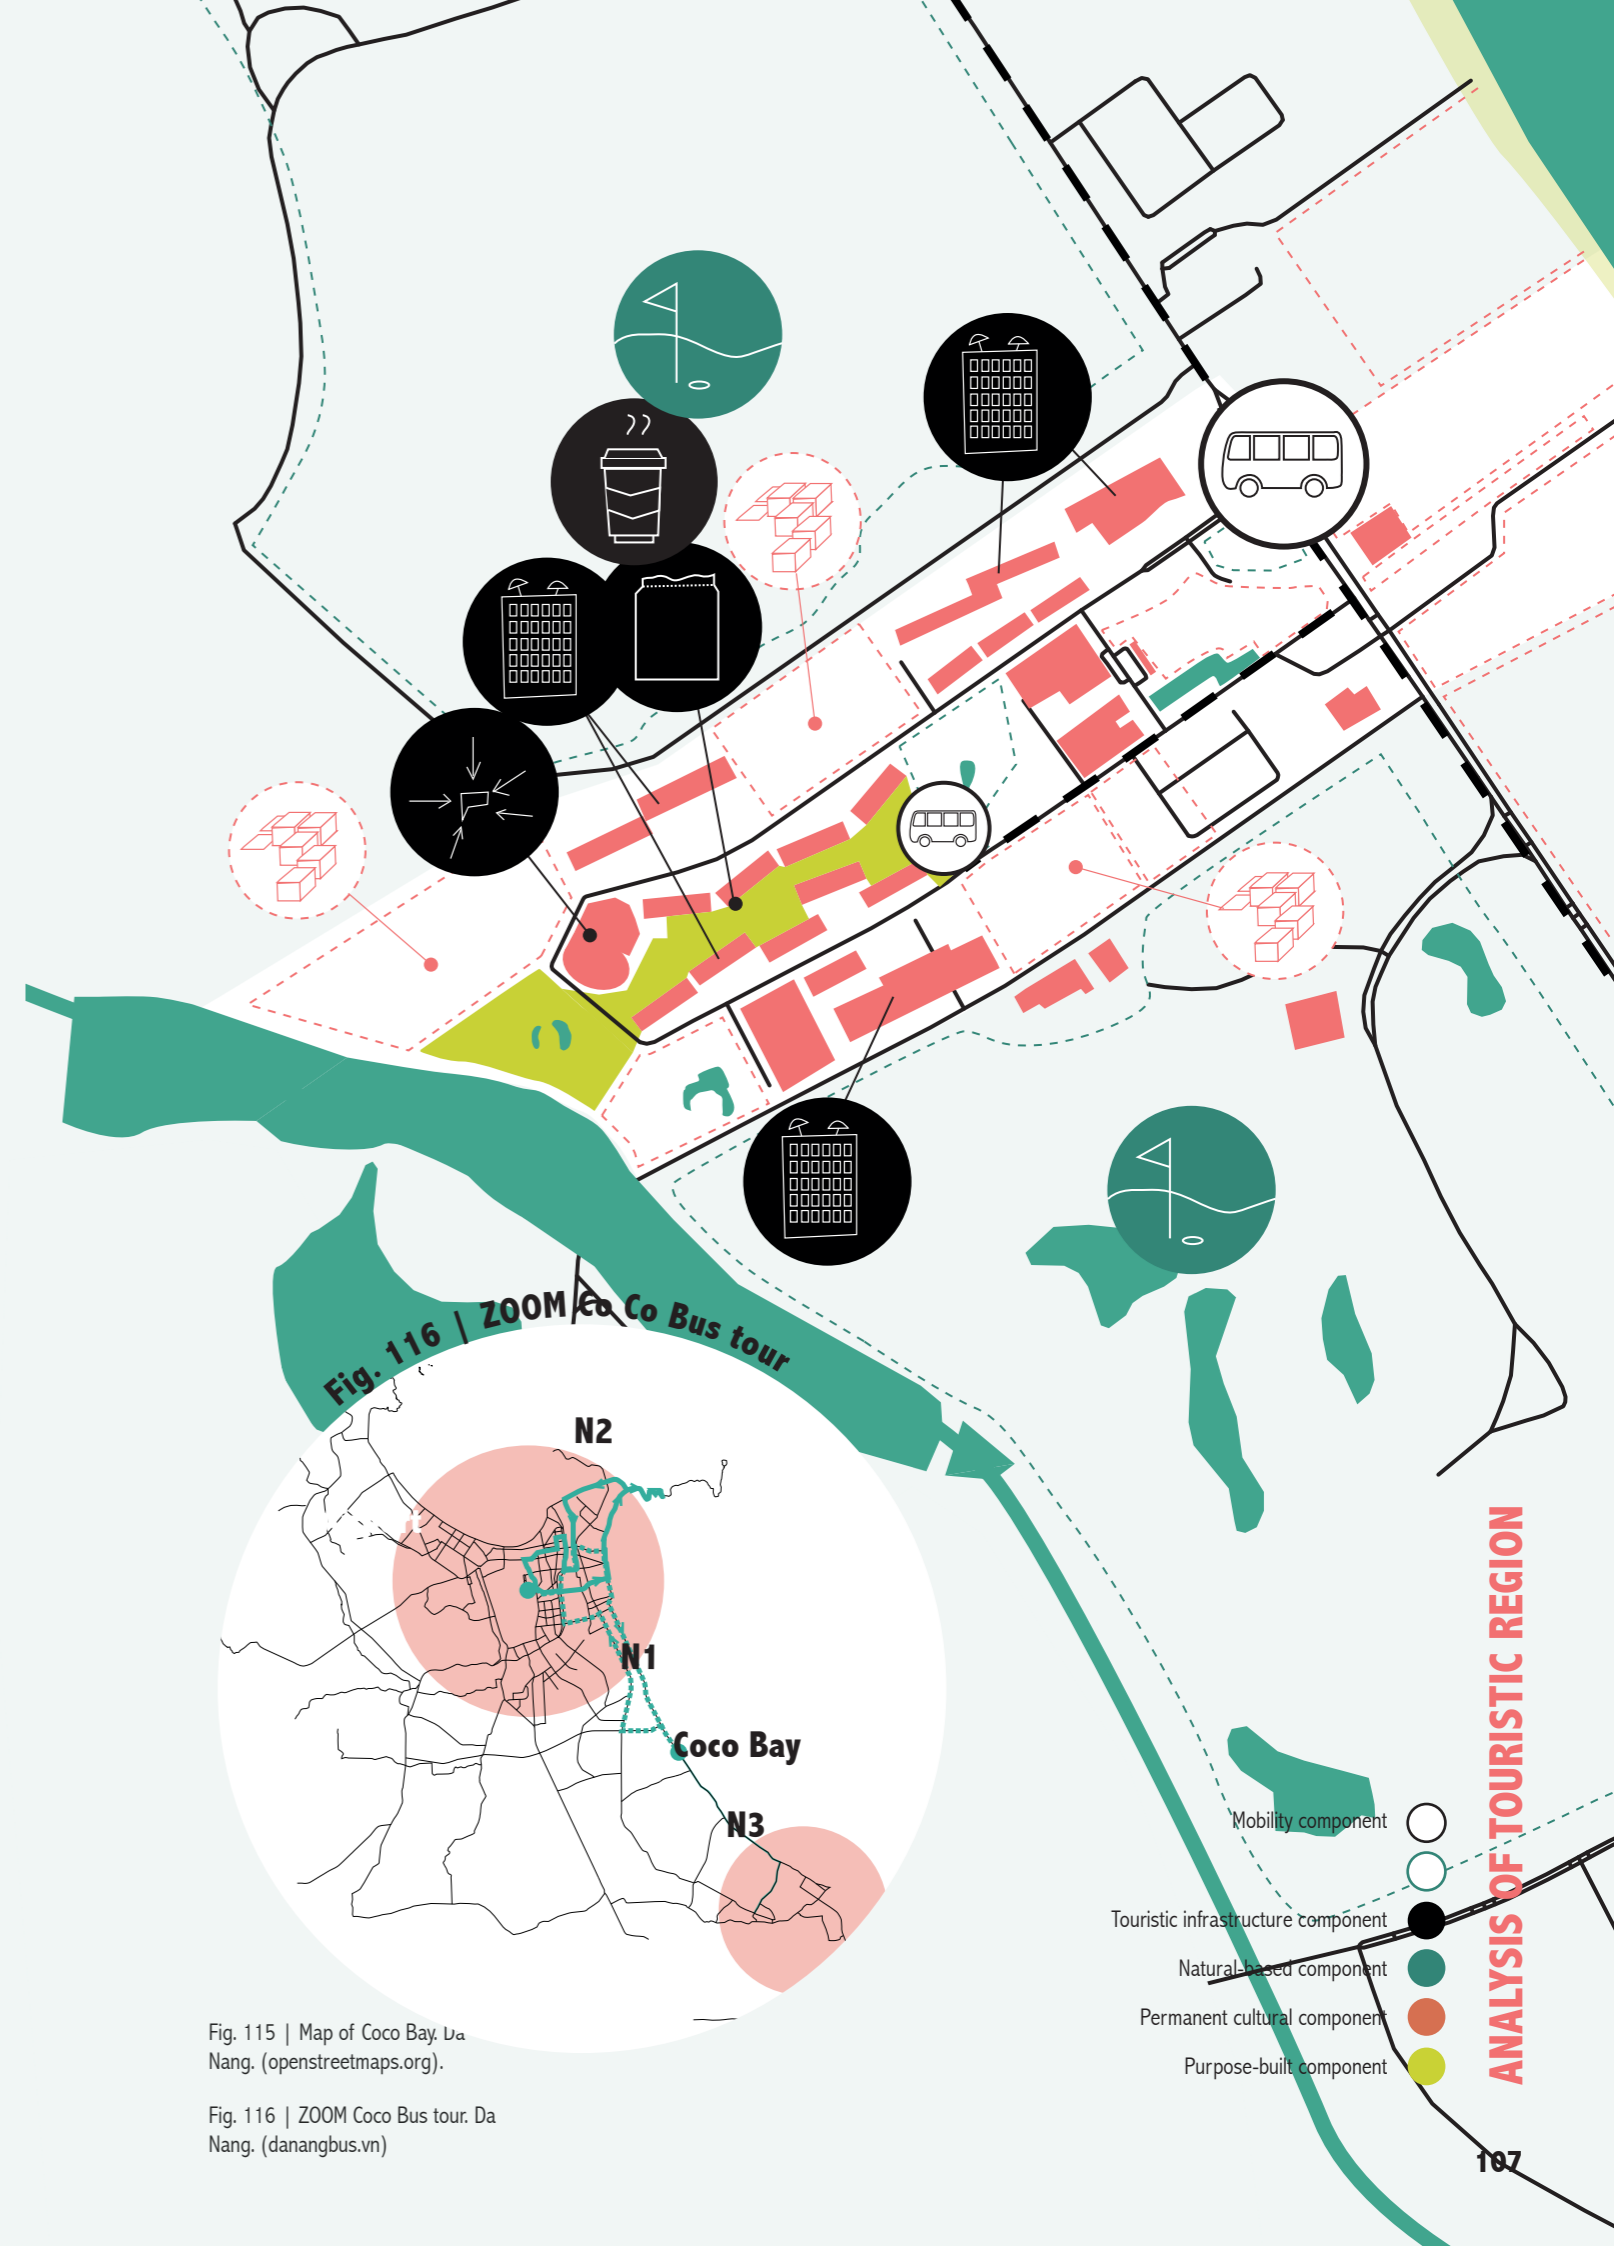 Fig. 116 | ZOOM Co Co Bus tour
N2
N1
Coco Bay
N3
Mobility component
Touristic infrastructure component
Natural-based component
Permanent cultural component
Purpose-built component
ANALYSIS OF TOURISTIC REGION
Fig. 115 | Map of Coco Bay. Da
Nang. (openstreetmaps.org).
Fig. 116 | ZOOM Coco Bus tour. Da
Nang. (danangbus.vn)
107